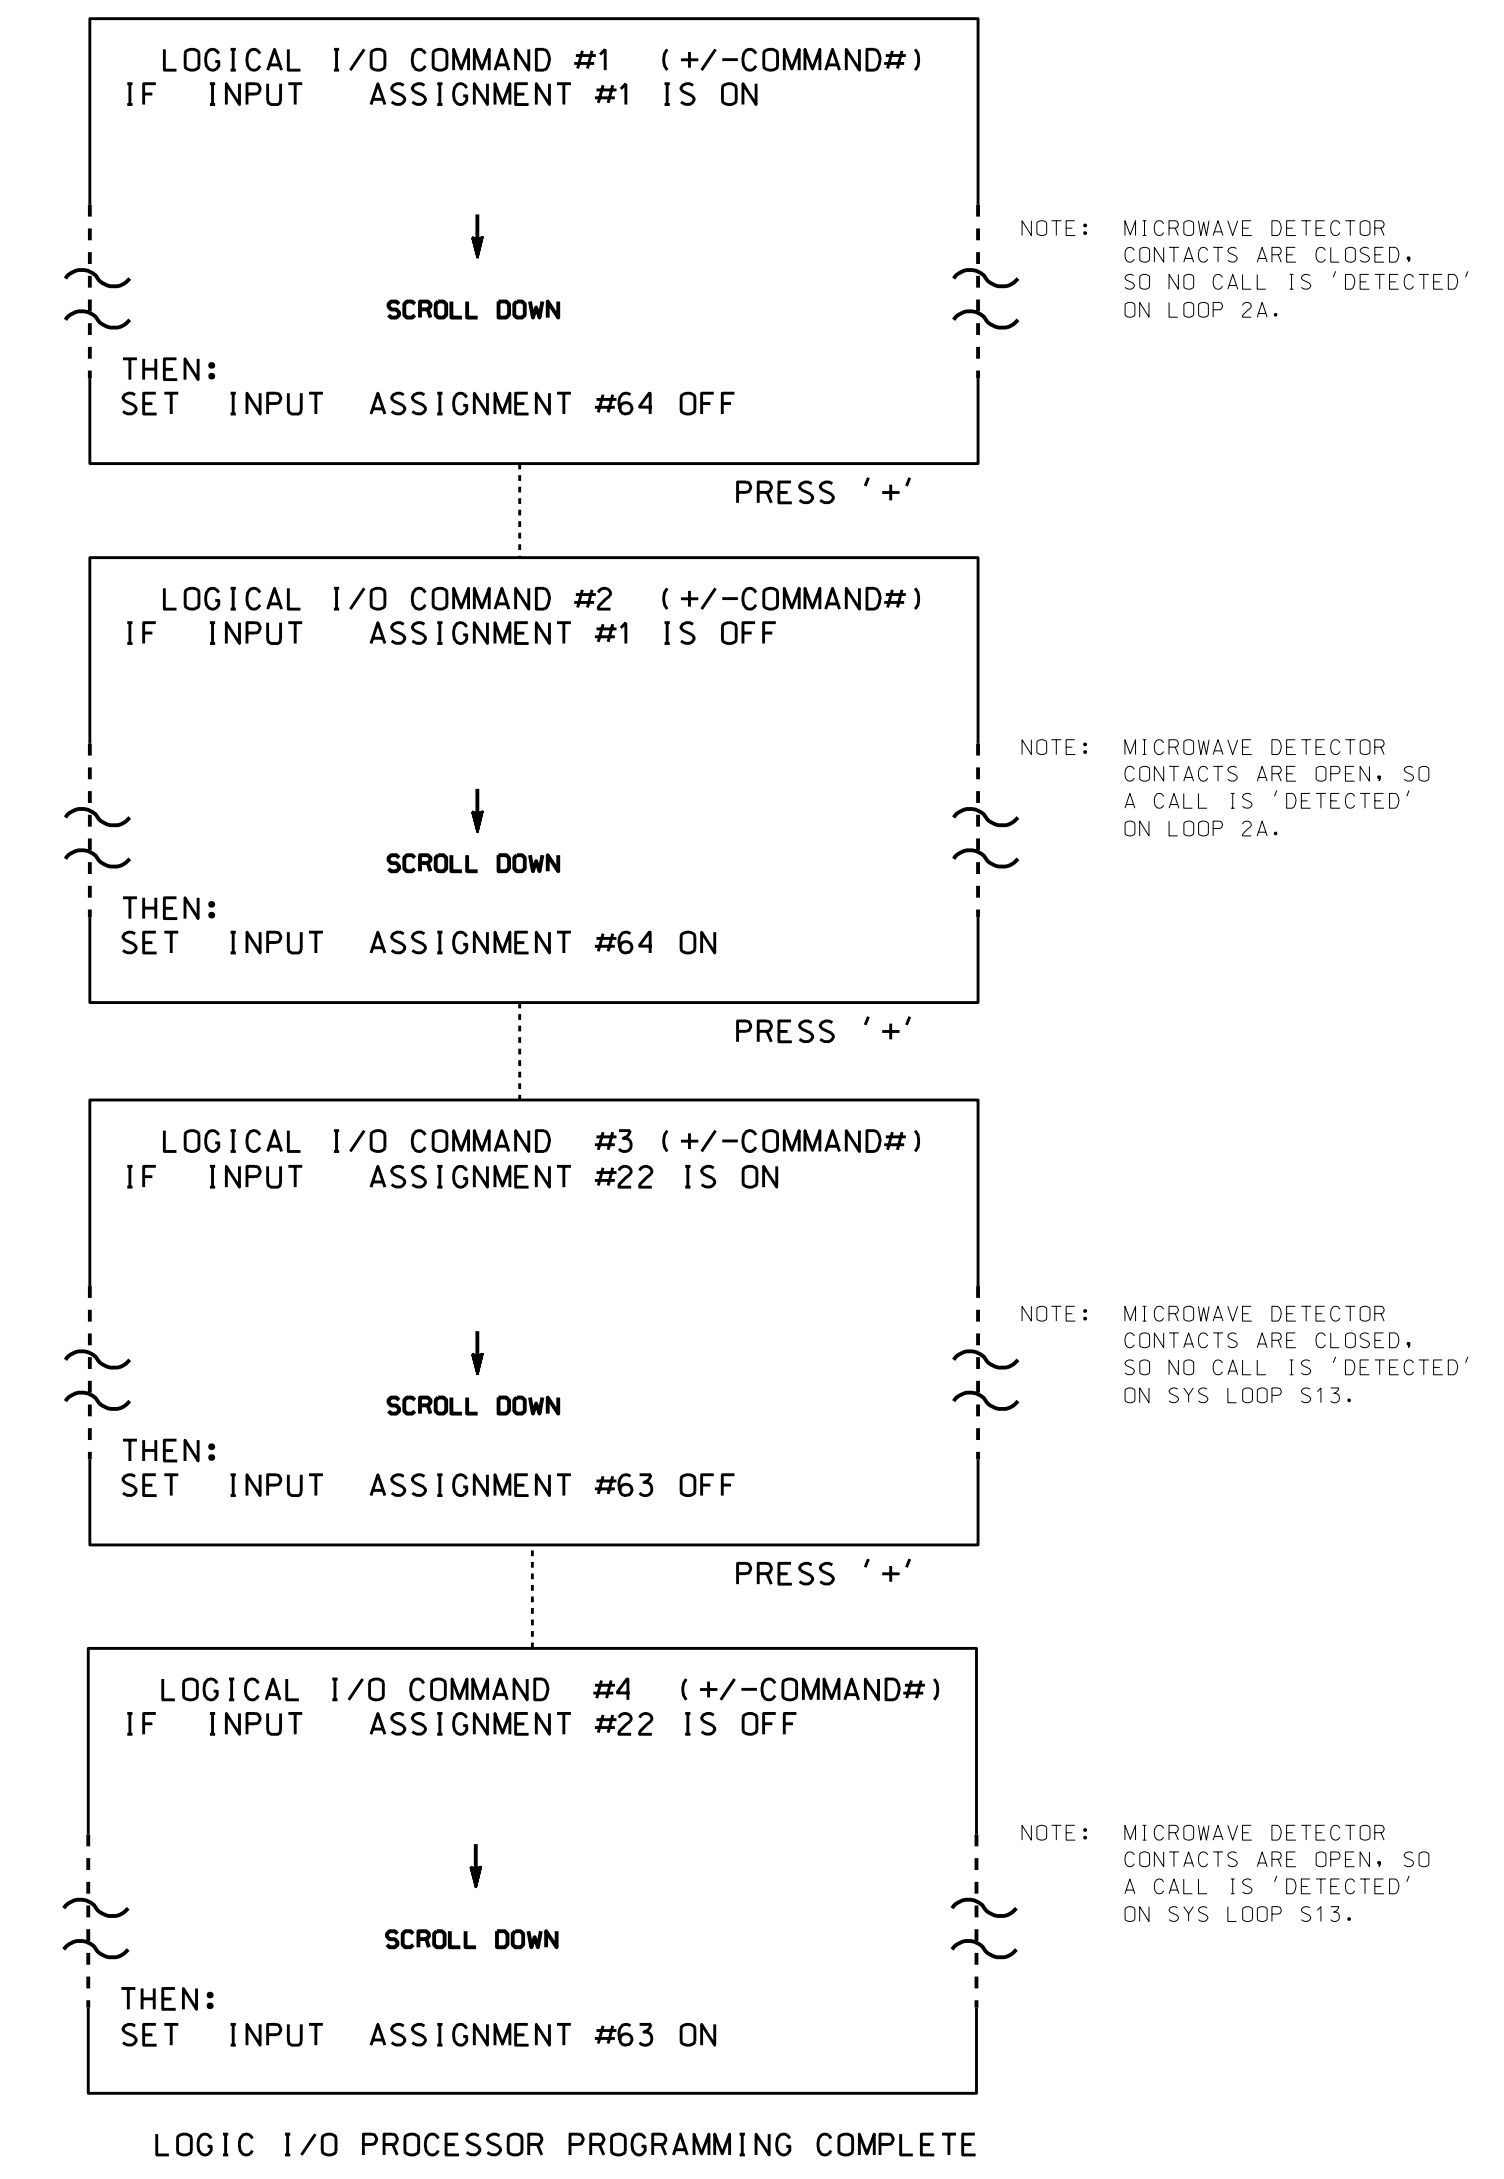 LOGICAL I/O COMMAND #1 (+/-COMMAND#)
IF INPUT ASSIGNMENT #1 IS ON
NOTE: MICROWAVE DETECTOR
CONTACTS ARE CLOSED,
SO NO CALL IS 'DETECTED'
ON LOOP 2A.
SCROLL DOWN
THEN:
SET INPUT ASSIGNMENT #64 OFF
PRESS '+'
LOGICAL I/O COMMAND #2 (+/-COMMAND#)
IF INPUT ASSIGNMENT #1 IS OFF
NOTE: MICROWAVE DETECTOR
CONTACTS ARE OPEN, SO
A CALL IS 'DETECTED'
ON LOOP 2A.
SCROLL DOWN
THEN:
SET INPUT ASSIGNMENT #64 ON
PRESS '+'
LOGICAL I/O COMMAND #3 (+/-COMMAND#)
IF INPUT ASSIGNMENT #22 IS ON
NOTE: MICROWAVE DETECTOR
CONTACTS ARE CLOSED,
SO NO CALL IS 'DETECTED'
ON SYS LOOP S13.
SCROLL DOWN
THEN:
SET INPUT ASSIGNMENT #63 OFF
PRESS '+'
LOGICAL I/O COMMAND #4 (+/-COMMAND#)
IF INPUT ASSIGNMENT #22 IS OFF
NOTE: MICROWAVE DETECTOR
CONTACTS ARE OPEN, SO
A CALL IS 'DETECTED'
ON SYS LOOP S13.
SCROLL DOWN
THEN:
SET INPUT ASSIGNMENT #63 ON
LOGIC I/O PROCESSOR PROGRAMMING COMPLETE